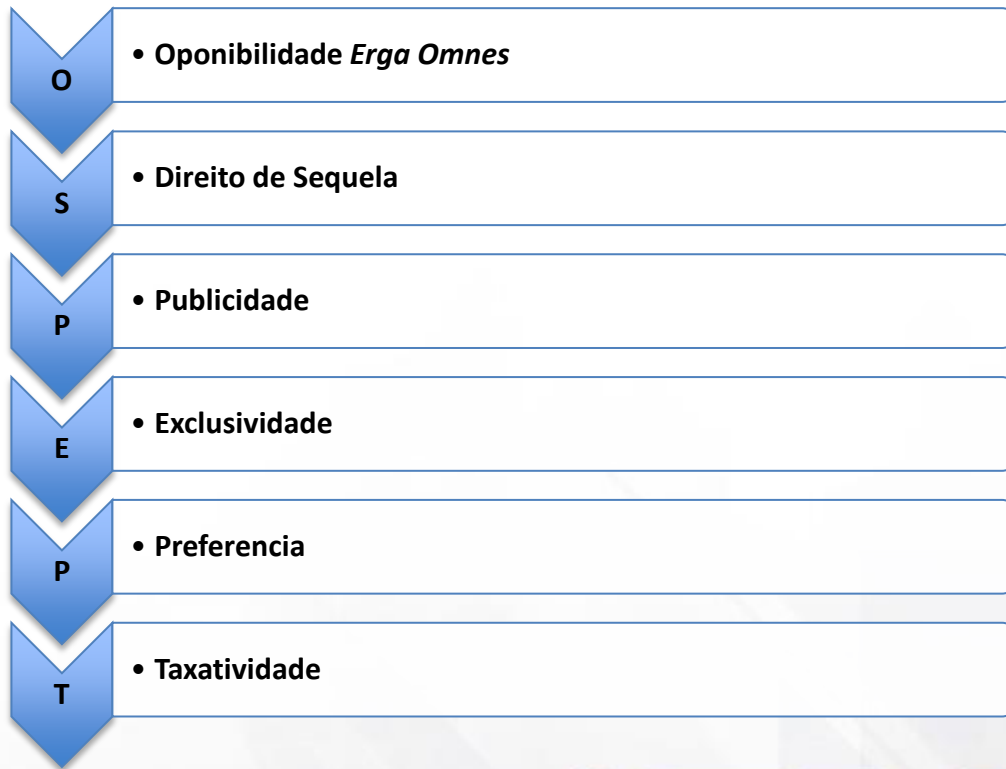 O
• Oponibilidade Erga Omnes
S
• Direito de Sequela
P
• Publicidade
E
• Exclusividade
P
• Preferencia
T
• Taxatividade